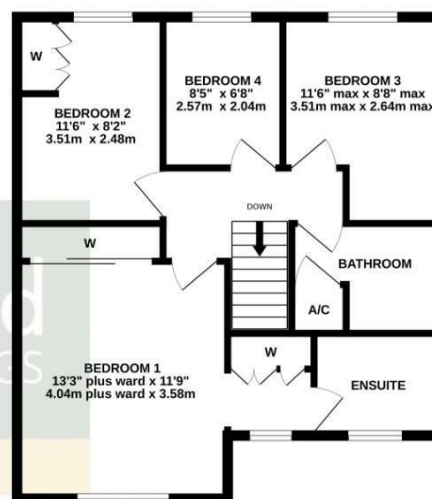 W
BEDROOM 2
11'6" x 8'2"
3.51m x 2.48m
BEDROOM 4
8'5" x 6'8"
2.57m x 2.04m
BEDROOM 3
11'6" max x 8'8" max
3.51m max x 2.64m max
DOWN
W
BATHROOM
A/C
W
BEDROOM 1
13'3" plus ward x 11'9"
4.04m plus ward x 3.58m
ENSUITE
d
GS